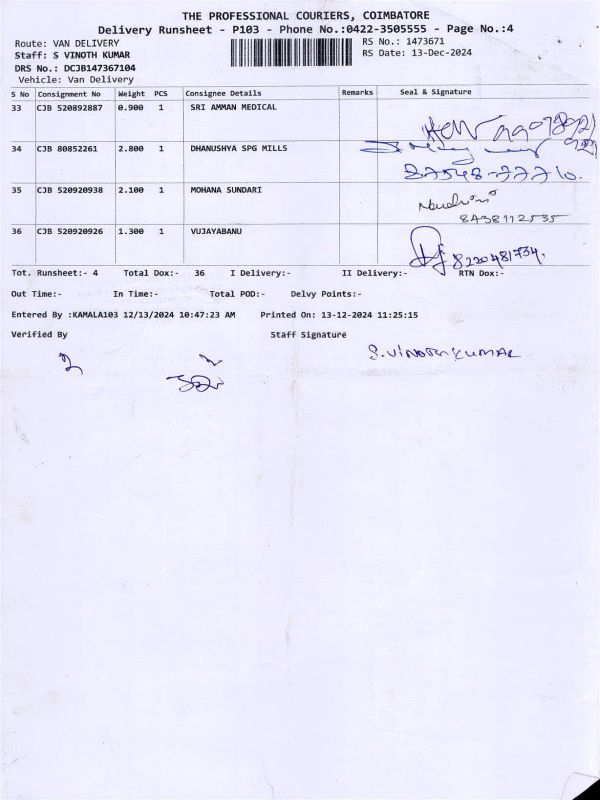 THE PROFESSIONAL COURIERS, COIMBATORE
Delivery Runsheet - P103 - Phone No.:0422-3505555 - Page No.:4
Route: VAN DELIVERY
RS No.: 1473671
Staff: S VINOTH KUMAR
RS Date: 13-Dec-2024
DRS No.: DCJB147367104
Vehicle: Van Delivery
S No Consignment No Weight PCS Consignee Details Remarks Seal & Signature
33 CJB 520892887 0.900 1 SRI AMMAN MEDICAL
34 CJB 80852261 2.800 1 DHANUSHYA SPG MILLS
87548-77710.
35 CJB 520920938 2.100 1 MOHANA SUNDARI
8438112535
36 CJB 520920926 1.300 1 VUJAYABANU
8220481734.
Tot. Runsheet:- 4 Total Dox:- 36 I Delivery:- II Delivery:- RTN Dox:-
Out Time:- In Time:- Total POD:- Delvy Points:-
Entered By :KAMALA103 12/13/2024 10:47:23 AM Printed On: 13-12-2024 11:25:15
Verified By Staff Signature
S.VINOTH KUMAR